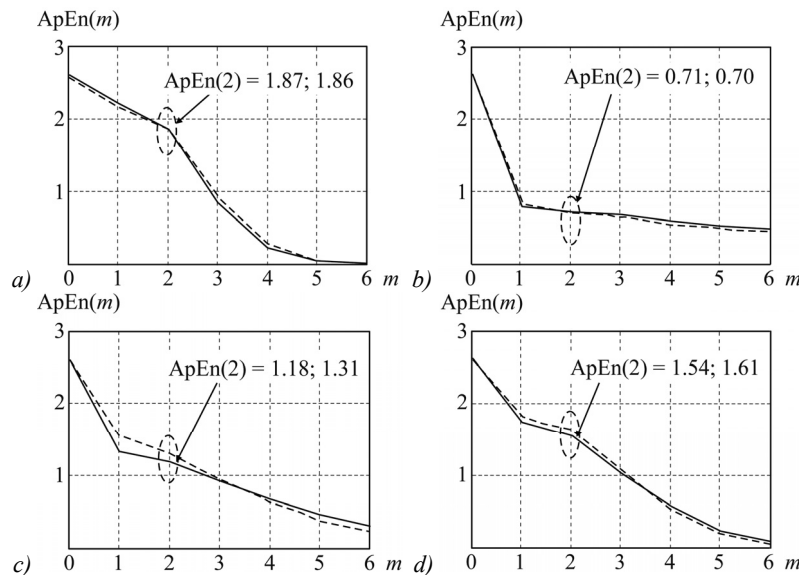 ApEn(m) ApEn(m)
3 3
ApEn(2) = 1.87; 1.86 ApEn(2) = 0.71; 0.70
2 2
1 1
a) 0 1 2 3 4 5 6 m b) 0 1 2 3 4 5 6 m
ApEn(m) ApEn(m)
3 3
ApEn(2) = 1.18; 1.31 ApEn(2) = 1.54; 1.61
2 2
1 1
c) 0 1 2 3 4 5 6 m d) 0 1 2 3 4 5 6 m